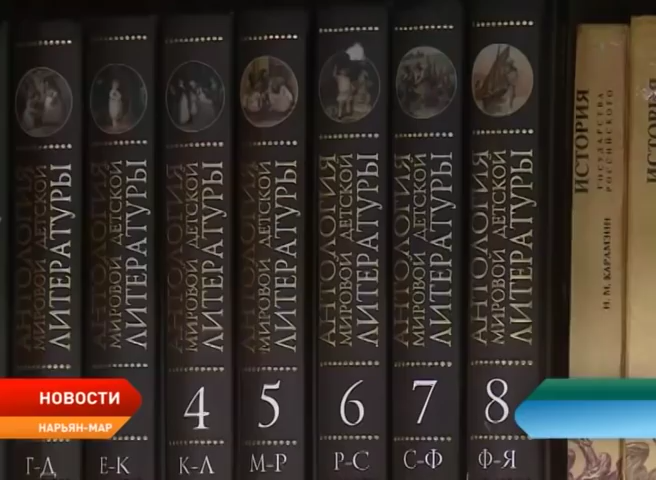 АНТОЛОГИЯ
МИРОВОЙ ДЕТСКОЙ
ЛИТЕРАТУРЫ
Г-Д
АНТОЛОГИЯ
МИРОВОЙ ДЕТСКОЙ
ЛИТЕРАТУРЫ
Е-К
АНТОЛОГИЯ
МИРОВОЙ ДЕТСКОЙ
ЛИТЕРАТУРЫ
4
К-Л
АНТОЛОГИЯ
МИРОВОЙ ДЕТСКОЙ
ЛИТЕРАТУРЫ
5
М-Р
АНТОЛОГИЯ
МИРОВОЙ ДЕТСКОЙ
ЛИТЕРАТУРЫ
6
Р-С
АНТОЛОГИЯ
МИРОВОЙ ДЕТСКОЙ
ЛИТЕРАТУРЫ
7
С-Ф
АНТОЛОГИЯ
МИРОВОЙ ДЕТСКОЙ
ЛИТЕРАТУРЫ
8
Ф-Я
ИСТОРИЯ
ГОСУДАРСТВА
РОССИЙСКОГО
Н. М. КАРАМЗИН
ИСТОРИЯ
НОВОСТИ
НАРЬЯН-МАР